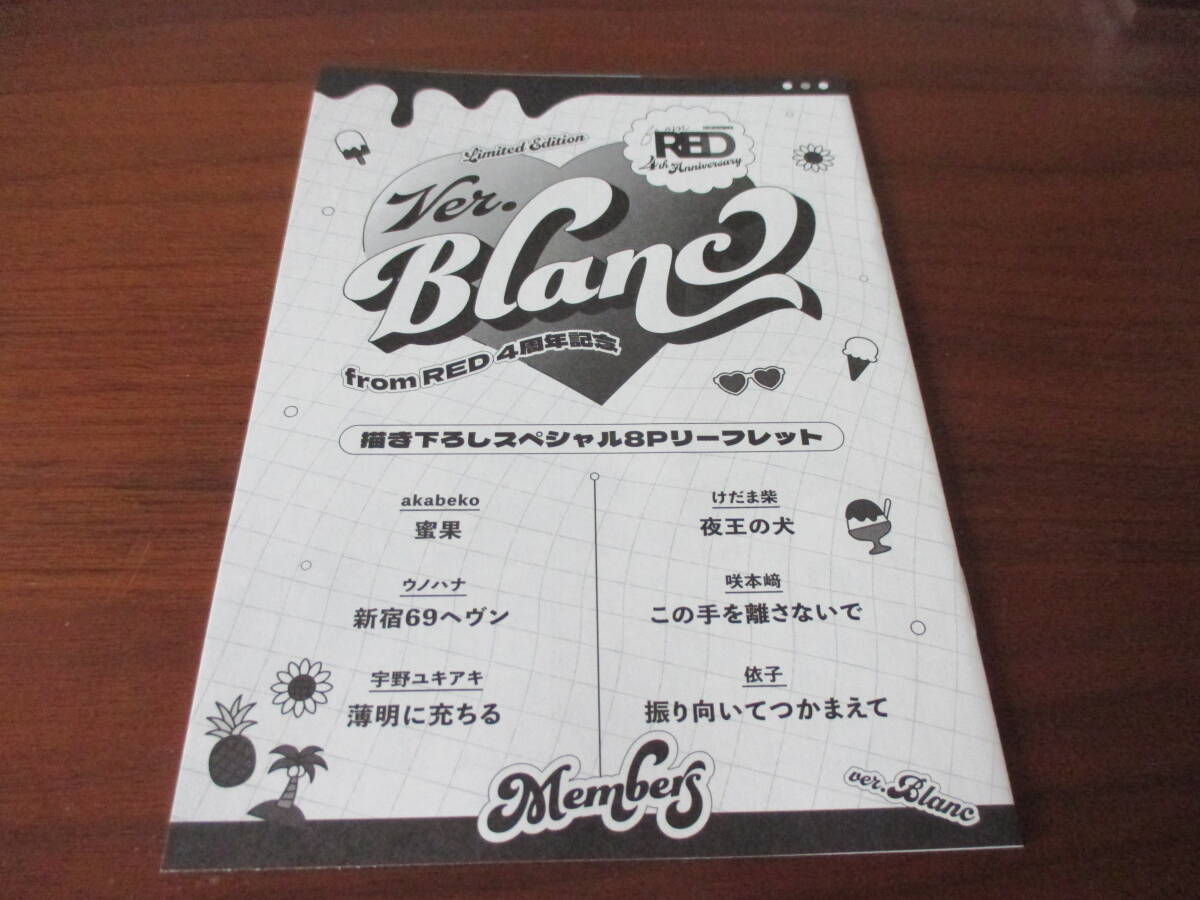 Limited Edition
RED
4th Anniversary
Ver.
Blanc
from RED 4周年記念
描き下ろしスペシャル8Pリーフレット
akabeko
蜜果
ウノハナ
新宿69ヘヴン
宇野ユキアキ
薄明に充ちる
けだま柴
夜王の犬
咲本﨑
この手を離さないで
依子
振り向いてつかまえて
Members
ver. Blanc